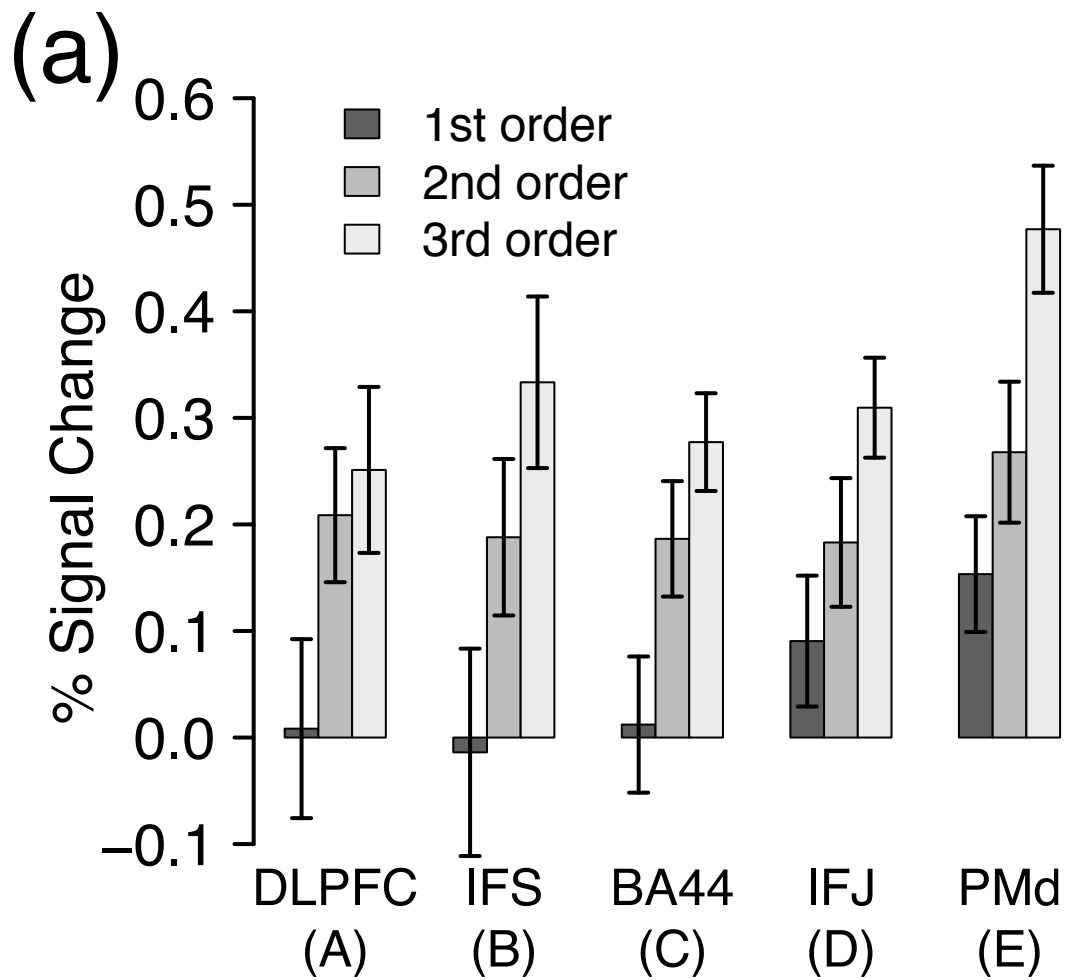 (a)
0.6
0.5
0.4
0.3
0.2
0.1
0.0
−0.1
% Signal Change
1st order
2nd order
3rd order
DLPFC IFS BA44 IFJ PMd
(A) (B) (C) (D) (E)